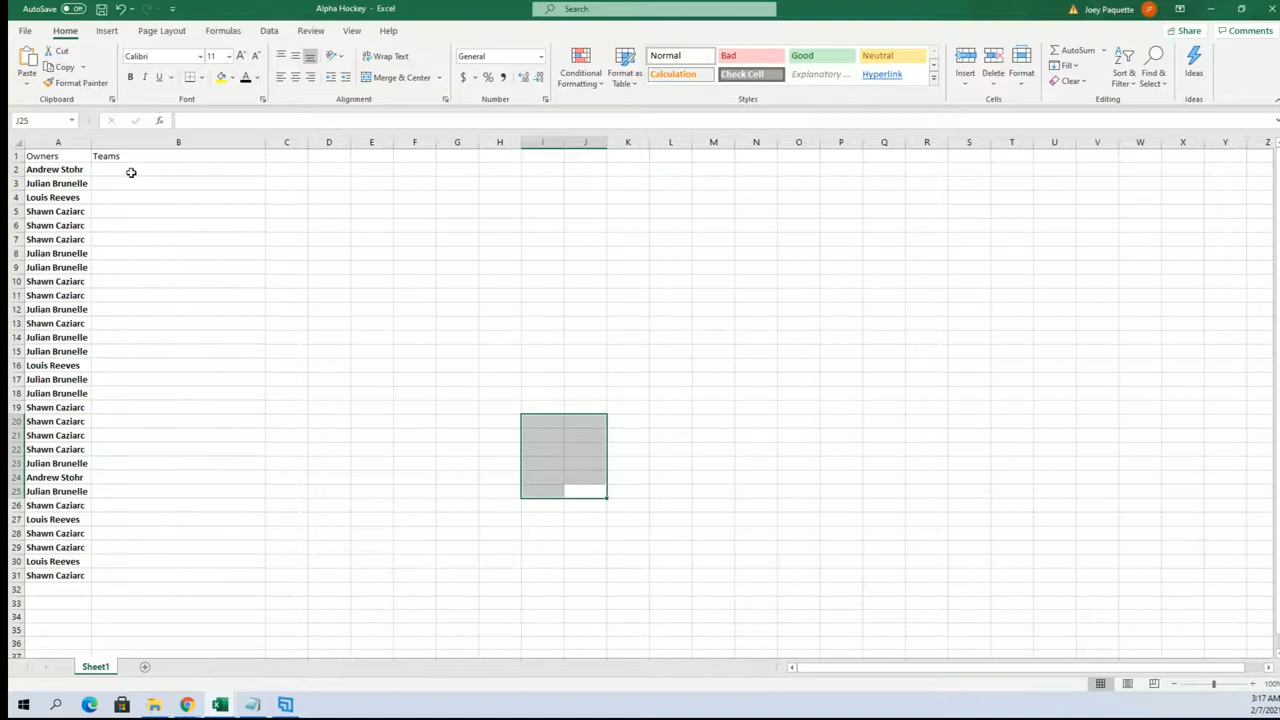 AutoSave Off Alpha Hockey - Excel Search Joey Paquette JP
File Home Insert Page Layout Formulas Data Review View Help Share Comments
Paste Cut Copy Format Painter Clipboard
Calibri 11 Font
Wrap Text Merge & Center Alignment
General Number
Conditional Formatting Format as Table Normal Bad Good Neutral
Calculation Check Cell Explanatory ... Hyperlink Styles
Insert Delete Format Cells
AutoSum Fill Clear Sort & Filter Find & Select Editing
Ideas Ideas
J25 fx
A B C D E F G H I J K L M N O P Q R S T U V W X Y Z
1 Owners Teams
2 Andrew Stohr
3 Julian Brunelle
4 Louis Reeves
5 Shawn Caziarc
6 Shawn Caziarc
7 Shawn Caziarc
8 Julian Brunelle
9 Julian Brunelle
10 Shawn Caziarc
11 Shawn Caziarc
12 Julian Brunelle
13 Shawn Caziarc
14 Julian Brunelle
15 Julian Brunelle
16 Louis Reeves
17 Julian Brunelle
18 Julian Brunelle
19 Shawn Caziarc
20 Shawn Caziarc
21 Shawn Caziarc
22 Shawn Caziarc
23 Julian Brunelle
24 Andrew Stohr
25 Julian Brunelle
26 Shawn Caziarc
27 Louis Reeves
28 Shawn Caziarc
29 Shawn Caziarc
30 Louis Reeves
31 Shawn Caziarc
32
33
34
35
36
37
Sheet1
100%
3:17 AM